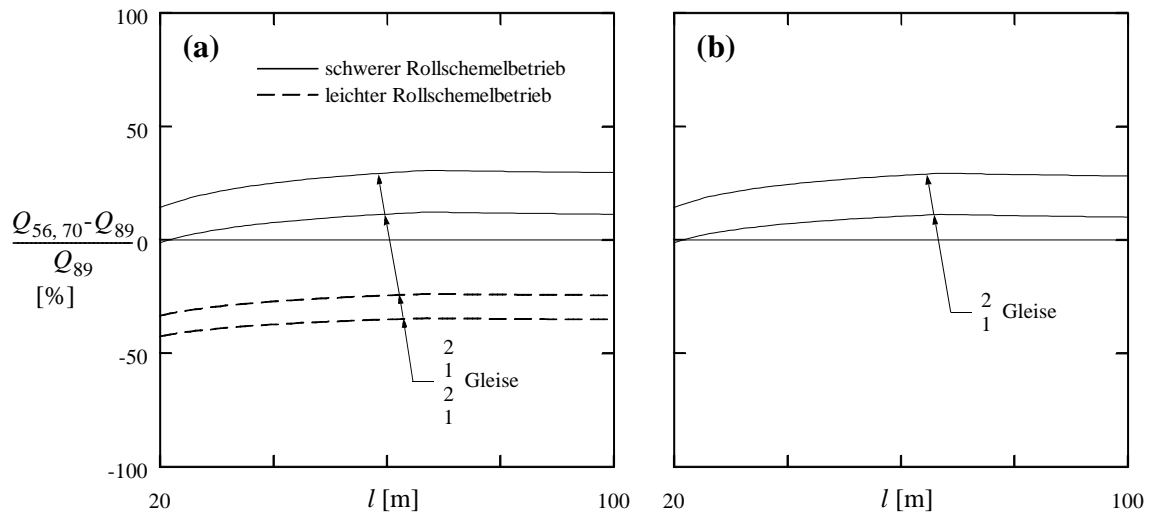 100
(a)
schwerer Rollschemelbetrieb
leichter Rollschemelbetrieb
50
Q56, 70-Q89
Q89
[%]
0
-50
2
1
2
1
Gleise
-100
20
l [m]
100
(b)
2
1
Gleise
20
l [m]
100